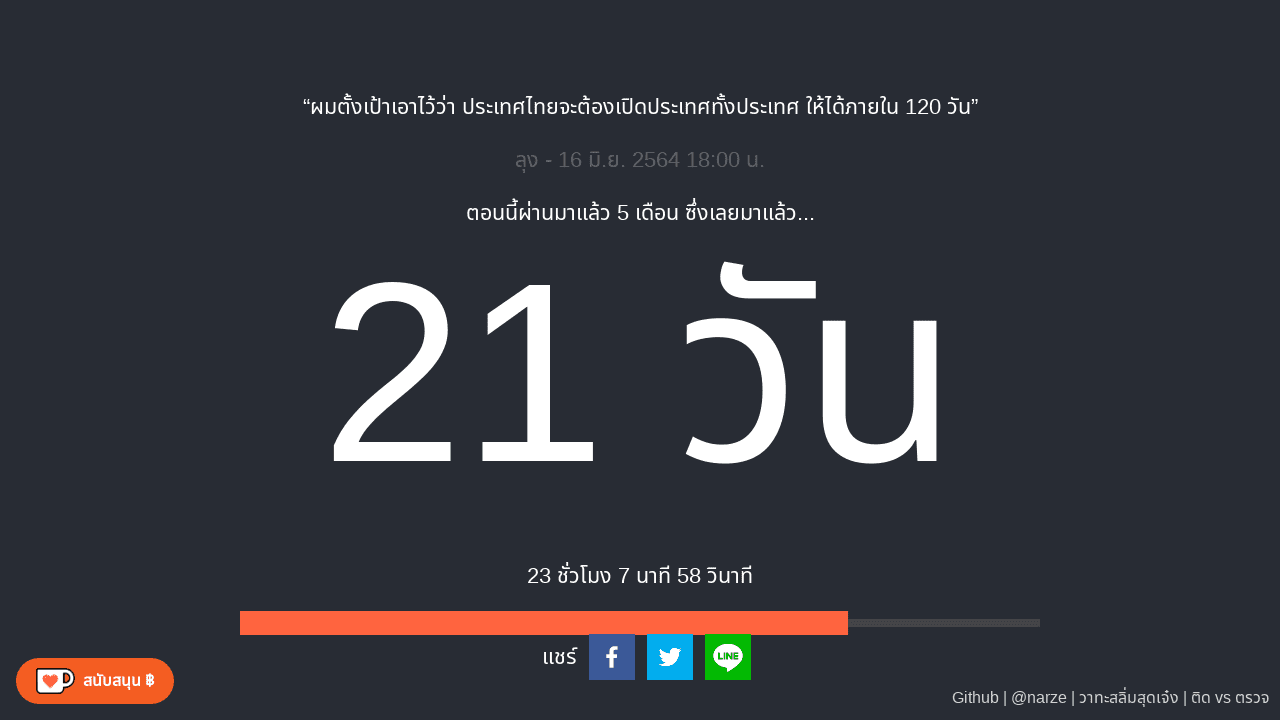 “ผมตั้งเป้าเอาไว้ว่า ประเทศไทยจะต้องเปิดประเทศทั้งประเทศ ให้ได้ภายใน 120 วัน”
ลุง - 16 มิ.ย. 2564 18:00 น.
ตอนนี้ผ่านมาแล้ว 5 เดือน ซึ่งเลยมาแล้ว...
21 วัน
23 ชั่วโมง 7 นาที 58 วินาที
แชร์ LINE
สนับสนุน ฿
Github | @narze | วาทะสลิ่มสุดเจ๋ง | ติด vs ตรวจ